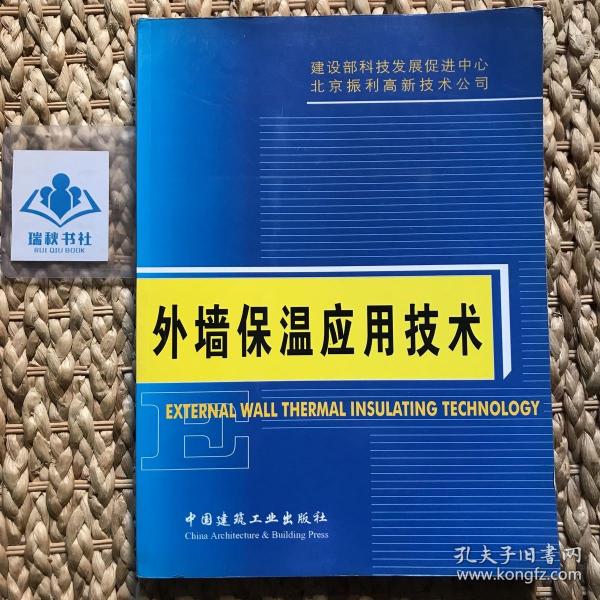 建设部科技发展促进中心
北京振利高新技术公司
瑞秋书社
RUI QIU BOOK
外墙保温应用技术
E
EXTERNAL WALL THERMAL INSULATING TECHNOLOGY
中国建筑工业出版社
China Architecture & Building Press
孔夫子旧书网
www.kongfz.com